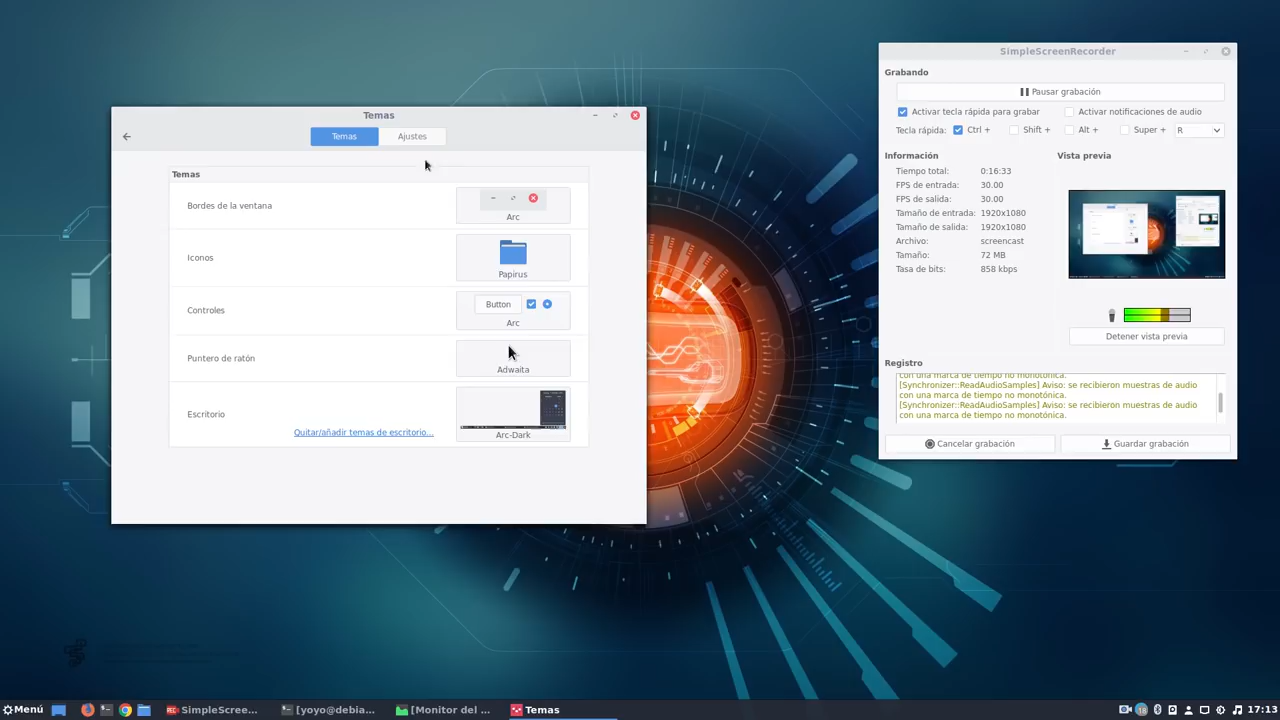 Temas
Temas
Ajustes
Temas
Bordes de la ventana
Arc
Iconos
Papirus
Controles
Button
Arc
Puntero de ratón
Adwaita
Escritorio
Quitar/añadir temas de escritorio...
Arc-Dark
SimpleScreenRecorder
Grabando
Pausar grabación
Activar tecla rápida para grabar
Activar notificaciones de audio
Tecla rápida:
Ctrl +
Shift +
Alt +
Super +
R
Información
Vista previa
Tiempo total: 0:16:33
FPS de entrada: 30.00
FPS de salida: 30.00
Tamaño de entrada: 1920x1080
Tamaño de salida: 1920x1080
Archivo: screencast
Tamaño: 72 MB
Tasa de bits: 858 kbps
Detener vista previa
Registro
con una marca de tiempo no monotónica.
[Synchronizer::ReadAudioSamples] Aviso: se recibieron muestras de audio
con una marca de tiempo no monotónica.
[Synchronizer::ReadAudioSamples] Aviso: se recibieron muestras de audio
con una marca de tiempo no monotónica.
Cancelar grabación
Guardar grabación
Menú
REC
SimpleScree...
[yoyo@debia...
[Monitor del ...
Temas
18
17:13